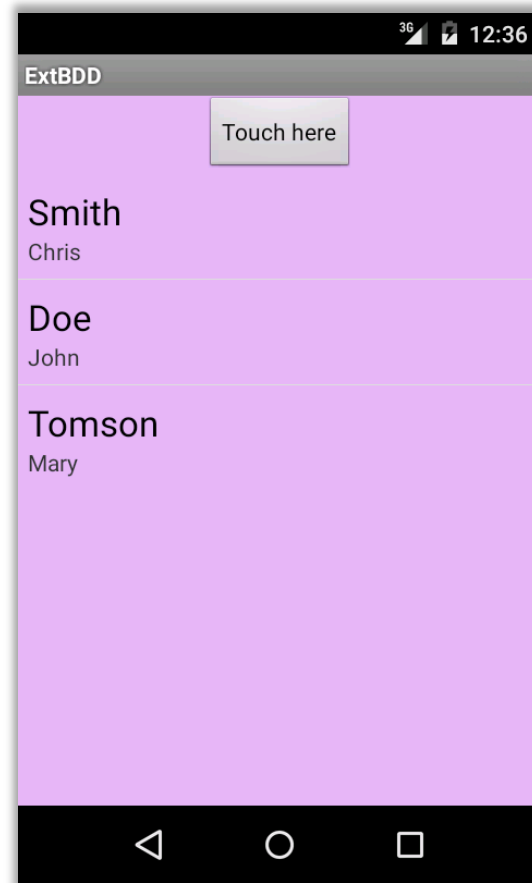 3G 12:36
ExtBDD
Touch here
Smith
Chris
Doe
John
Tomson
Mary